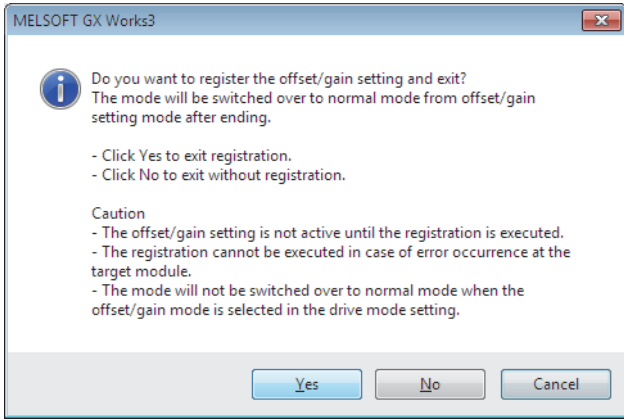 MELSOFT GX Works3
Do you want to register the offset/gain setting and exit?
The mode will be switched over to normal mode from offset/gain
setting mode after ending.
- Click Yes to exit registration.
- Click No to exit without registration.
Caution
- The offset/gain setting is not active until the registration is executed.
- The registration cannot be executed in case of error occurrence at the
target module.
- The mode will not be switched over to normal mode when the
offset/gain mode is selected in the drive mode setting.
Yes No Cancel